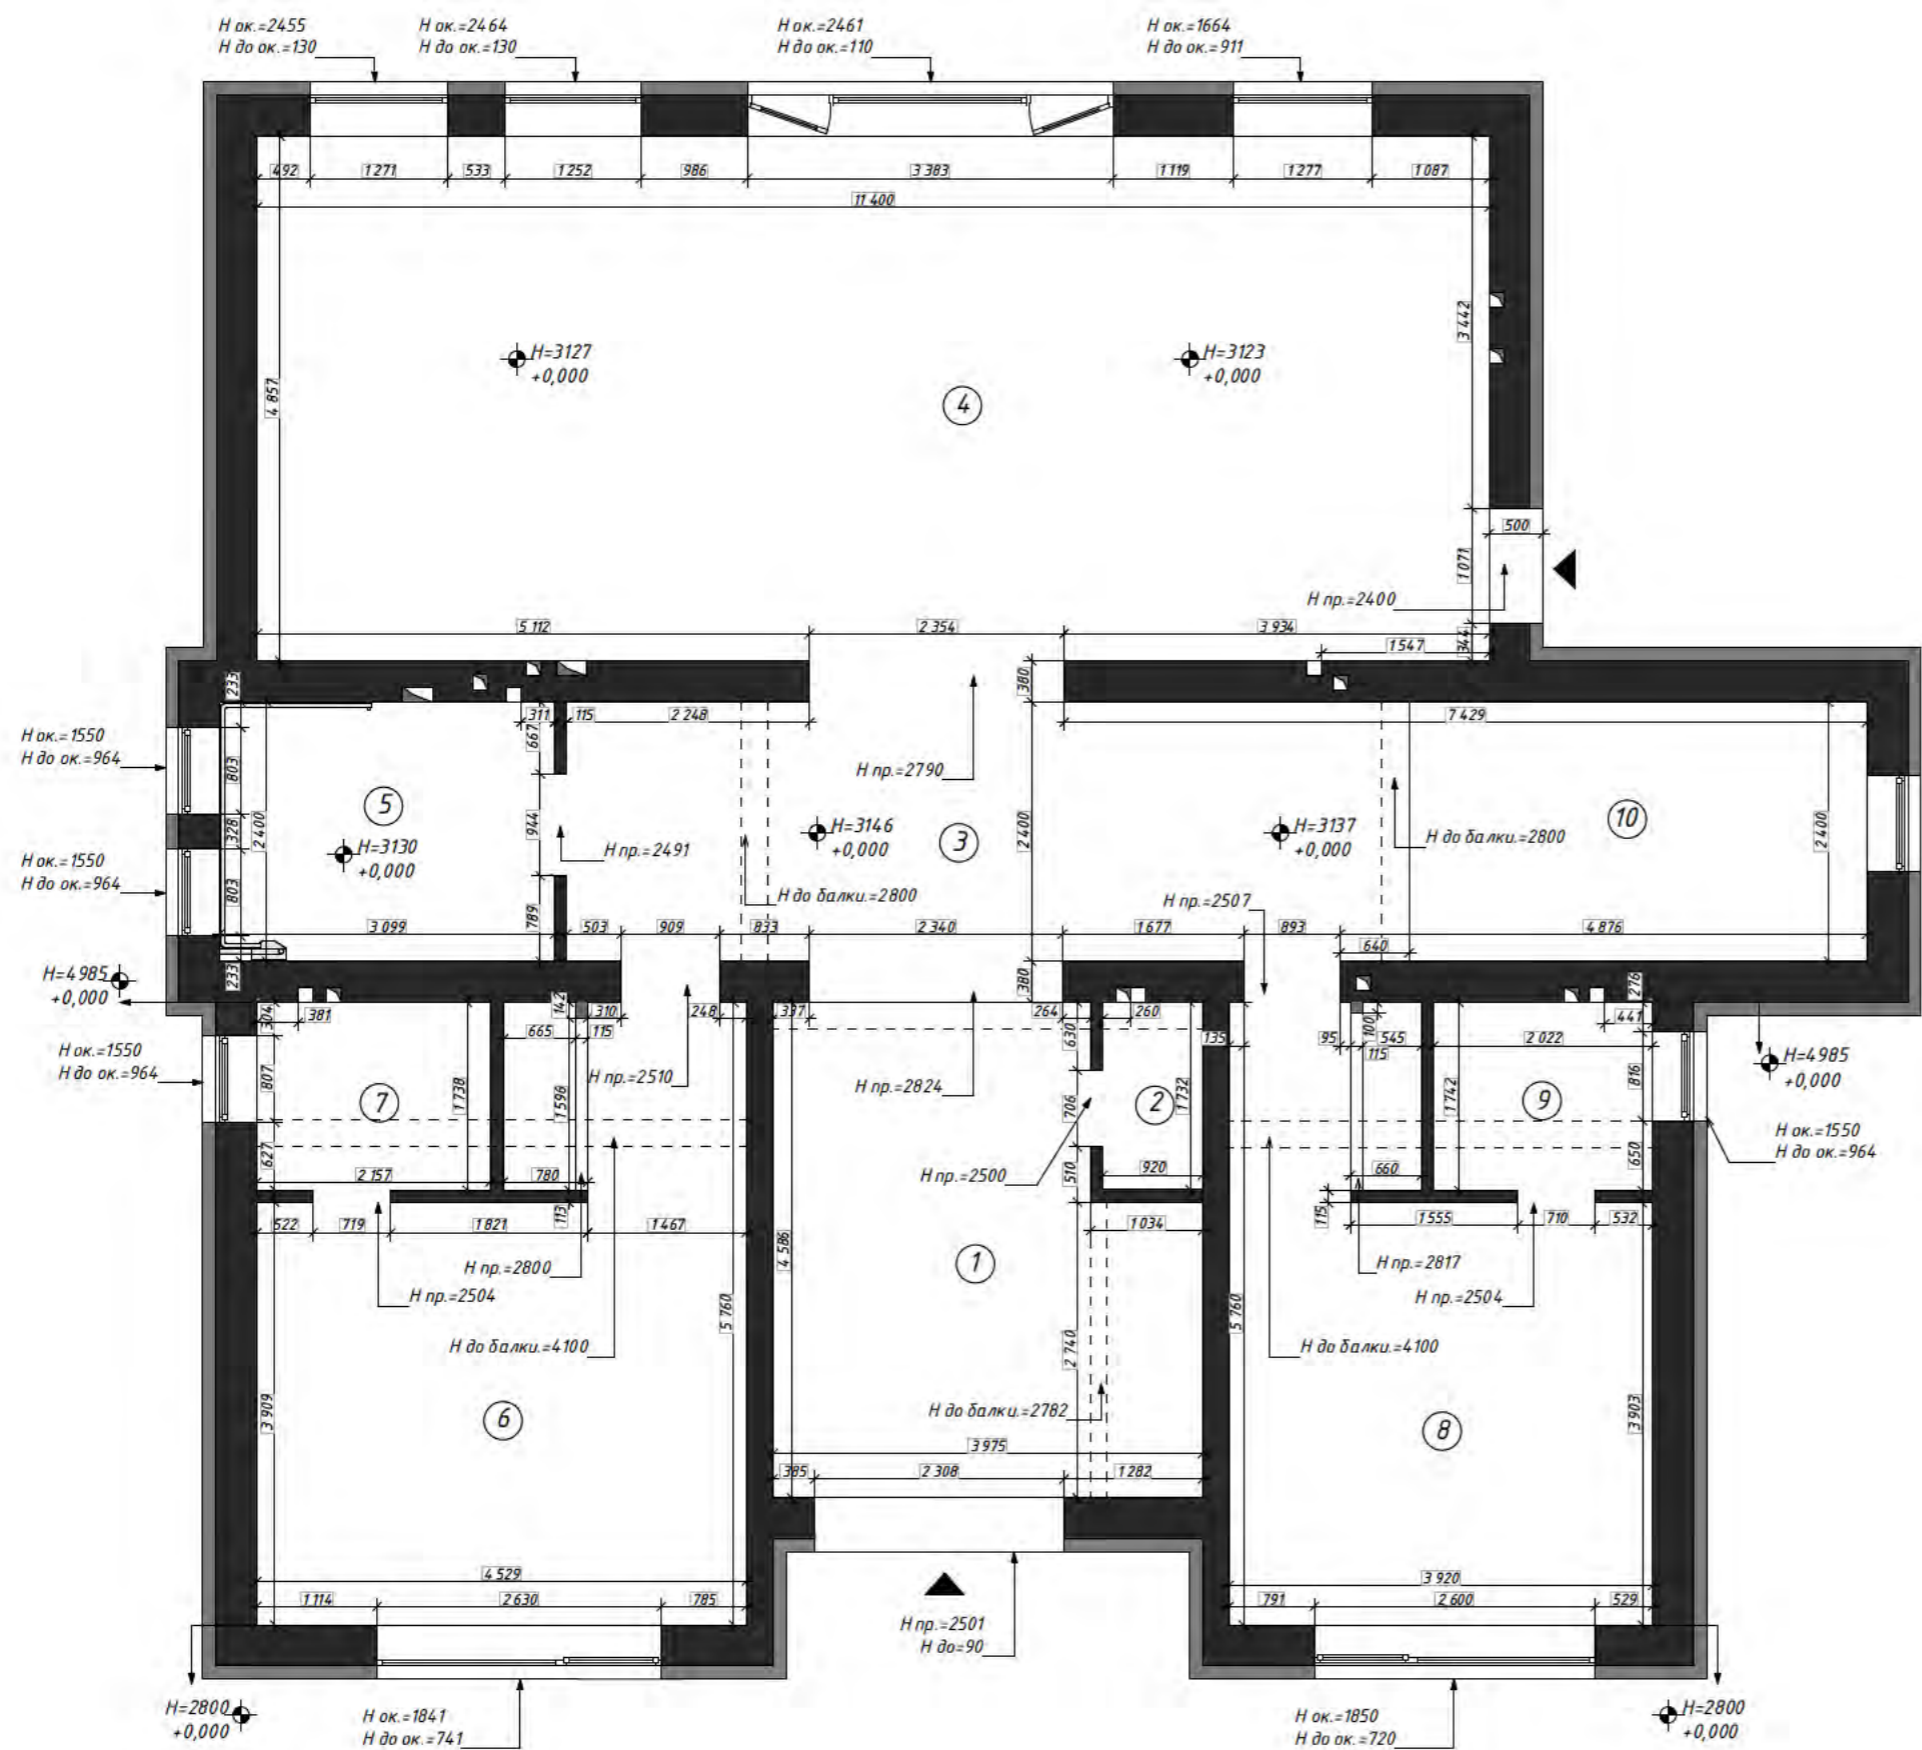 H ок.=2455
H до ок.=130
H ок.=2464
H до ок.=130
H ок.=2461
H до ок.=110
H ок.=1664
H до ок.=911
492
1 271
533
1 252
986
3 383
1 119
1 277
1 087
11 400
3 442
H=3127
+0,000
H=3123
+0,000
4 857
4
500
1 071
H пр.=2400
5 112
2 354
3 934
1 547
344
233
380
311
115
2 248
7 429
667
H ок.=1550
H до ок.=964
803
H пр.=2790
5
944
328
2 400
H=3130
+0,000
H пр.=2491
H=3146
+0,000
3
2 400
H=3137
+0,000
H до балки.=2800
10
2 400
H ок.=1550
H до ок.=964
803
789
H до балки.=2800
H пр.=2507
3 099
503
909
833
2 340
1 677
893
4 876
640
H=4985
+0,000
233
380
276
304
381
142
310
248
337
264
260
100
441
665
115
630
135
95
545
115
2 022
H ок.=1550
H до ок.=964
807
7
1 738
1 596
H пр.=2510
H пр.=2824
706
2
1 732
1 742
9
816
H=4985
+0,000
H ок.=1550
H до ок.=964
627
2 157
780
H пр.=2500
510
920
660
650
522
719
1 821
113
1 467
1 034
115
1 555
710
532
H пр.=2800
H пр.=2504
4 586
1
H пр.=2817
H пр.=2504
5 760
5 760
H до балки.=4100
2 740
H до балки.=4100
3 909
6
H до балки.=2782
8
3 903
3 975
385
2 308
1 282
4 529
3 920
1 114
2 630
785
791
2 600
529
H пр.=2501
H до=90
H=2800
+0,000
H ок.=1841
H до ок.=741
H ок.=1850
H до ок.=720
H=2800
+0,000